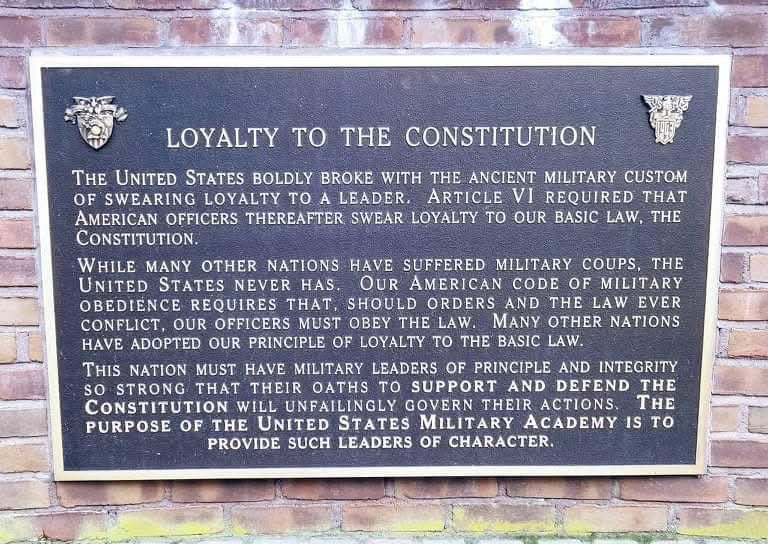 LOYALTY TO THE CONSTITUTION
THE UNITED STATES BOLDLY BROKE WITH THE ANCIENT MILITARY CUSTOM
OF SWEARING LOYALTY TO A LEADER. ARTICLE VI REQUIRED THAT
AMERICAN OFFICERS THEREAFTER SWEAR LOYALTY TO OUR BASIC LAW, THE
CONSTITUTION.
WHILE MANY OTHER NATIONS HAVE SUFFERED MILITARY COUPS, THE
UNITED STATES NEVER HAS. OUR AMERICAN CODE OF MILITARY
OBEDIENCE REQUIRES THAT, SHOULD ORDERS AND THE LAW EVER
CONFLICT, OUR OFFICERS MUST OBEY THE LAW. MANY OTHER NATIONS
HAVE ADOPTED OUR PRINCIPLE OF LOYALTY TO THE BASIC LAW.
THIS NATION MUST HAVE MILITARY LEADERS OF PRINCIPLE AND INTEGRITY
SO STRONG THAT THEIR OATHS TO SUPPORT AND DEFEND THE
CONSTITUTION WILL UNFAILINGLY GOVERN THEIR ACTIONS. THE
PURPOSE OF THE UNITED STATES MILITARY ACADEMY IS TO
PROVIDE SUCH LEADERS OF CHARACTER.